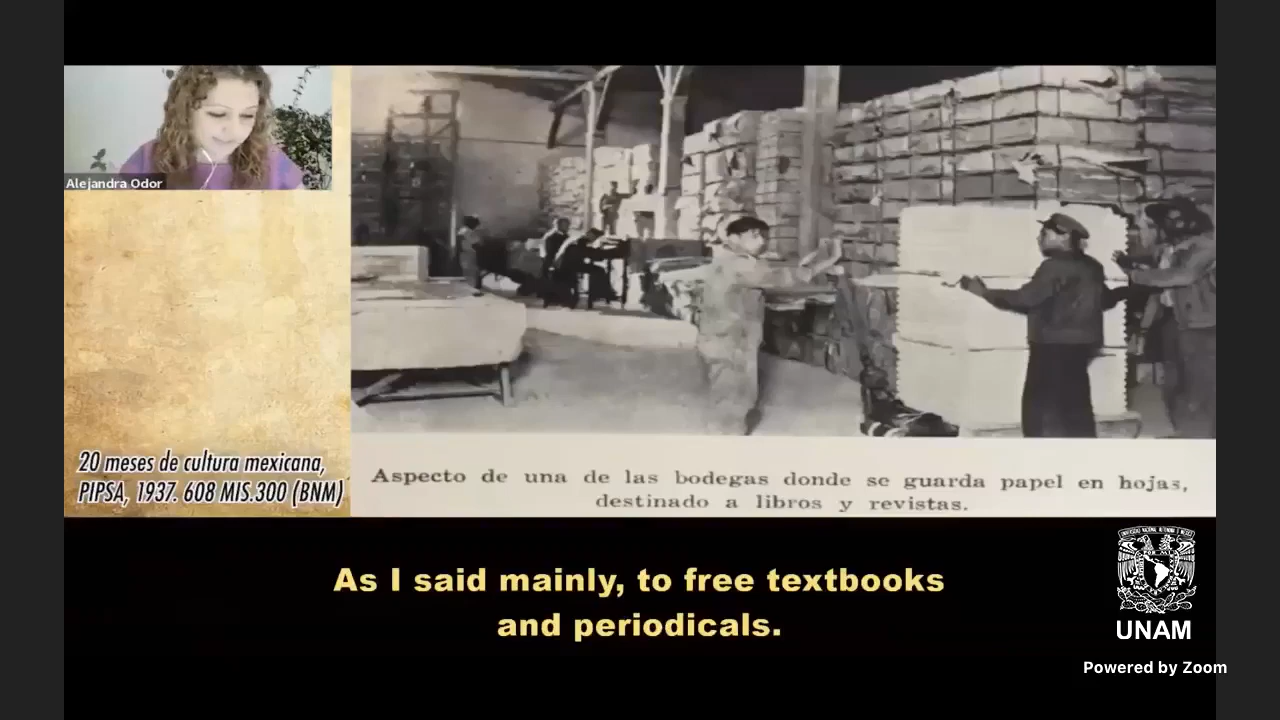 Alejandra Odor
20 meses de cultura mexicana,
PIPSA, 1937. 608 MIS.300 (BNM)
Aspecto de una de las bodegas donde se guarda papel en hojas,
destinado a libros y revistas.
As I said mainly, to free textbooks
and periodicals.
UNAM
Powered by Zoom